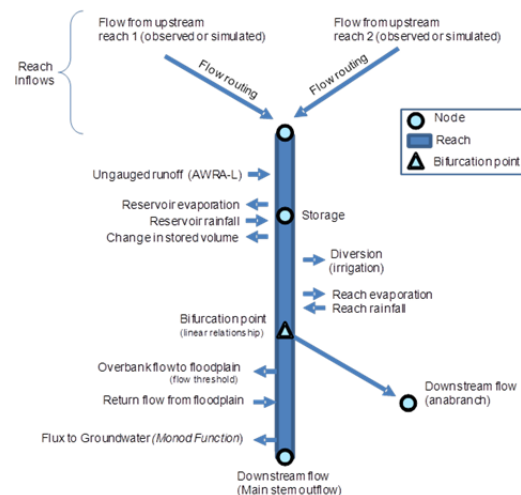 Flow from upstream
reach 1 (observed or simulated)
Flow from upstream
reach 2 (observed or simulated)
Reach
Inflows
Flow routing
Flow routing
Node
Reach
Bifurcation point
Ungauged runoff (AWRA-L)
Reservoir evaporation
Reservoir rainfall
Storage
Change in stored volume
Diversion
(irrigation)
Reach evaporation
Reach rainfall
Bifurcation point
(linear relationship)
Overbank flow to floodplain
(flow threshold)
Return flow from floodplain
Downstream flow
(anabranch)
Flux to Groundwater (Monod Function)
Downstream flow
(Main stem outflow)